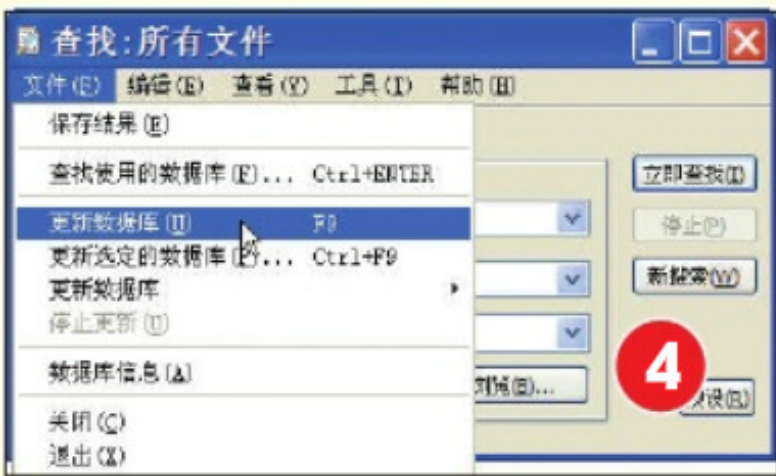 查找:所有文件
文件(E) 编辑(E) 查看(V) 工具(I) 帮助(H)
保存结果(E)
查找使用的数据库(F)... Ctrl+ENTER
更新数据库(U) F9
更新选定的数据库(P)... Ctrl+F9
更新数据库
停止更新(U)
数据库信息(A)
关闭(C)
退出(X)
立即查找(I)
停止(P)
新搜索(W)
浏览(B)...
4
设(R)